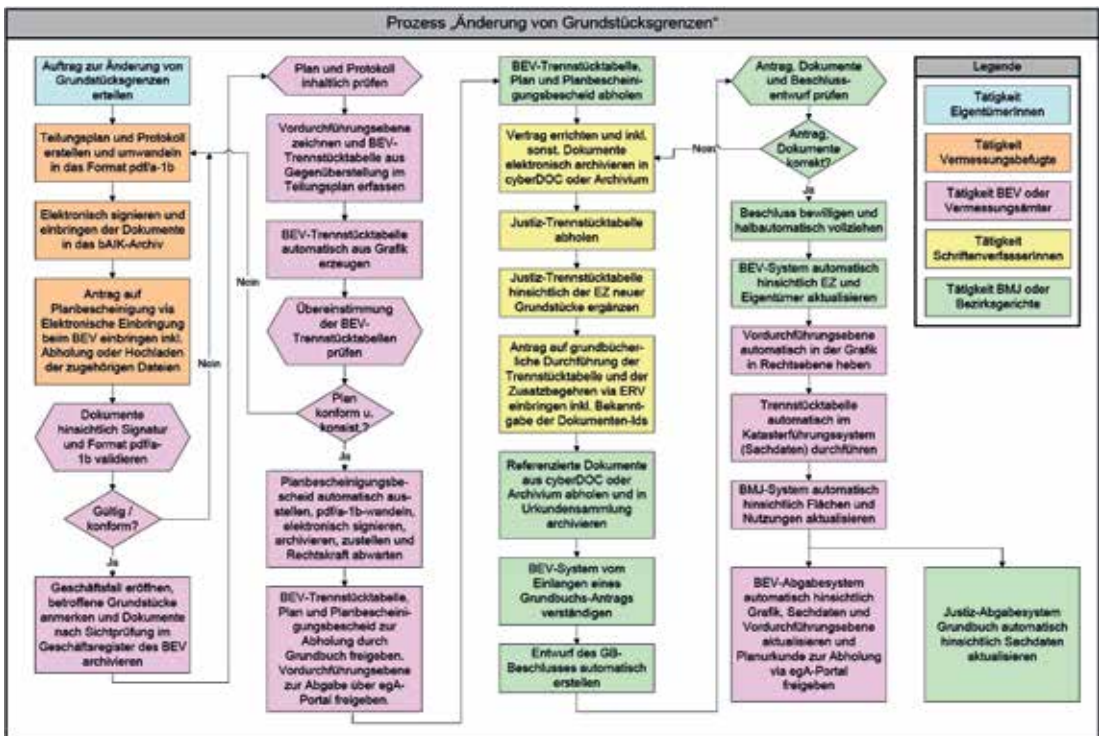 Prozess „Änderung von Grundstücksgrenzen“
Auftrag zur Änderung von
Grundstücksgrenzen
erteilen
Teilungsplan und Protokoll
erstellen und umwandeln
in das Format pdf/a-1b
Elektronisch signieren und
einbringen der Dokumente
in das bAIK-Archiv
Antrag auf
Planbescheinigung via
Elektronische Einbringung
beim BEV einbringen inkl.
Abholung oder Hochladen
der zugehörigen Dateien
Dokumente
hinsichtlich Signatur
und Format pdf/a-
1b validieren
Gültig /
konform?
Nein
Ja
Geschäftsfall eröffnen,
betroffene Grundstücke
anmerken und Dokumente
nach Sichtprüfung im
Geschäftsregister des BEV
archivieren
Plan und Protokoll
inhaltlich prüfen
Vordurchführungsebene
zeichnen und BEV-
Trennstücktabelle aus
Gegenüberstellung im
Teilungsplan erfassen
BEV-Trennstücktabelle
automatisch aus Grafik
erzeugen
Übereinstimmung
der BEV-
Trennstücktabellen
prüfen
Plan
konform u.
konsist.?
Nein
Ja
Planbescheinigungsbe-
scheid automatisch aus-
stellen, pdf/a-1b-wandeln,
elektronisch signieren,
archivieren, zustellen und
Rechtskraft abwarten
BEV-Trennstücktabelle,
Plan und Planbescheini-
gungsbescheid zur
Abholung durch
Grundbuch freigeben.
Vordurchführungsebene
zur Abgabe über egA-
Portal freigeben.
BEV-Trennstücktabelle,
Plan und Planbeschein-
igungsbescheid abholen
Vertrag errichten und inkl.
sonst. Dokumente
elektronisch archivieren in
cyberDOC oder Archivium
Justiz-Trennstücktabelle
abholen
Justiz-Trennstücktabelle
hinsichtlich der EZ neuer
Grundstücke ergänzen
Antrag auf grundbücher-
liche Durchführung der
Trennstücktabelle und der
Zusatzbegehren via ERV
einbringen inkl. Bekannt-
gabe der Dokumenten-Ids
Referenzierte Dokumente
aus cyberDOC oder
Archivium abholen und in
Urkundensammlung
archivieren
BEV-System vom
Einlangen eines
Grundbuchs-Antrags
verständigen
Entwurf des GB-
Beschlusses automatisch
erstellen
Antrag, Dokumente
und Beschluss-
entwurf prüfen
Antrag,
Dokumente
korrekt?
Nein
Ja
Beschluss bewilligen und
halbautomatisch vollziehen
BEV-System automatisch
hinsichtlich EZ und
Eigentümer aktualisieren
Vordurchführungsebene
automatisch in der Grafik
in Rechtsebene heben
Trennstücktabelle
automatisch im
Katasterführungssystem
(Sachdaten) durchführen
BMJ-System automatisch
hinsichtlich Flächen und
Nutzungen aktualisieren
BEV-Abgabesystem
automatisch hinsichtlich
Grafik, Sachdaten und
Vordurchführungsebene
aktualisieren und
Planurkunde zur Abholung
via egA-Portal
freigeben
Justiz-Abgabesystem
Grundbuch automatisch
hinsichtlich Sachdaten
aktualisieren
Legende
Tätigkeit
EigentümerInnen
Tätigkeit
Vermessungsbefugte
Tätigkeit BEV oder
Vermessungsämter
Tätigkeit
SchriftenverfasserInnen
Tätigkeit BMJ oder
Bezirksgerichte